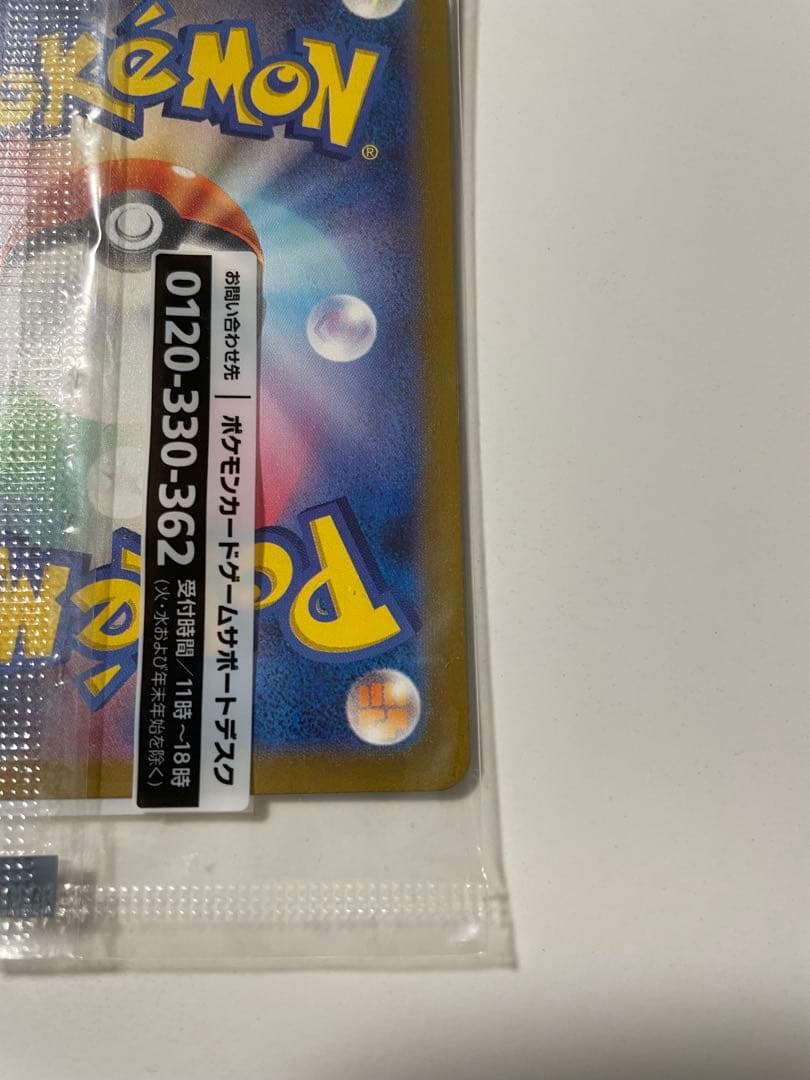 POKéMON
®
お問い合わせ先 | ポケモンカードゲームサポートデスク
0120-330-362 受付時間／11時～18時
(火・水および年末年始を除く)
PoKéM